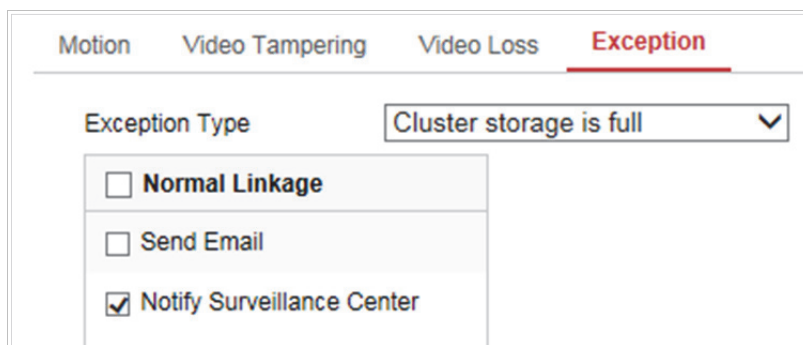 Motion Video Tampering Video Loss Exception
Exception Type Cluster storage is full
Normal Linkage
Send Email
Notify Surveillance Center